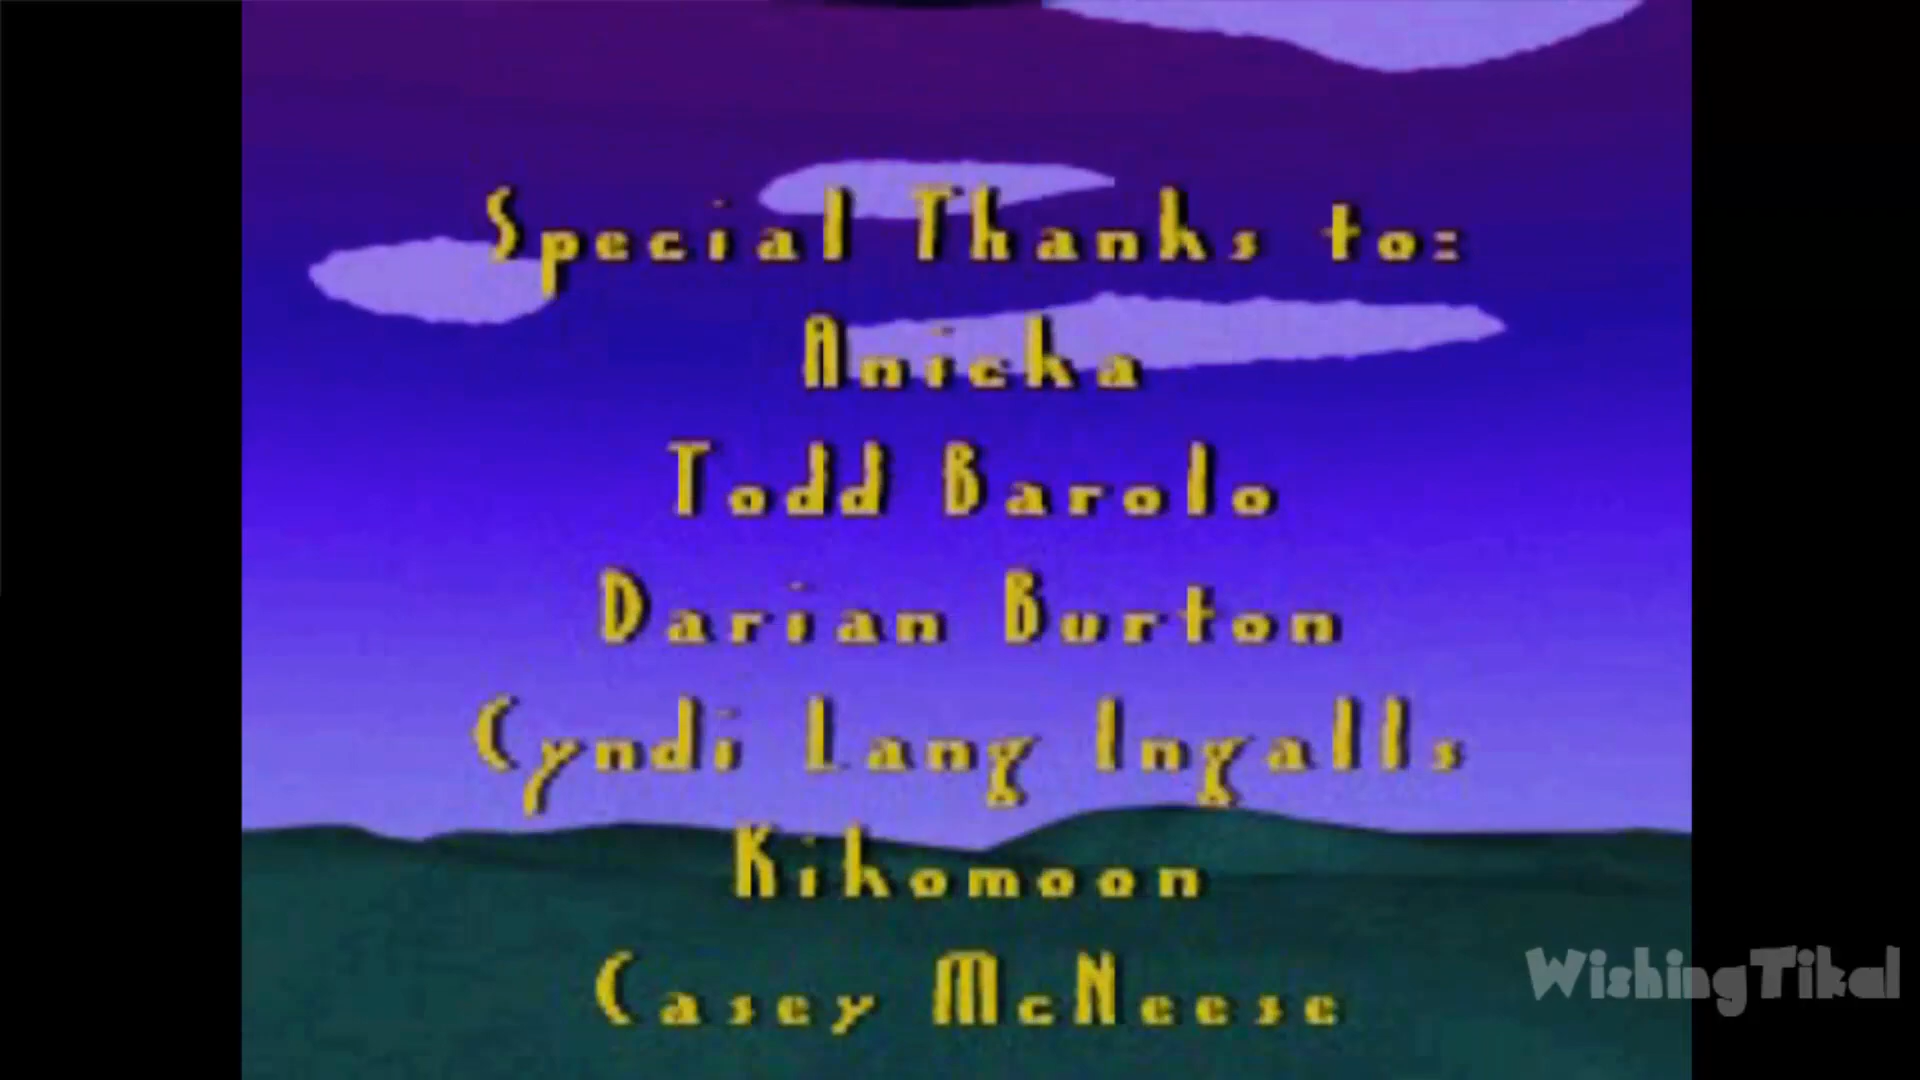 Special Thanks to:
Anicka
Todd Barolo
Darian Burton
Cyndi Lang Ingalls
Kikomoon
Casey McNeese
WishingTikal